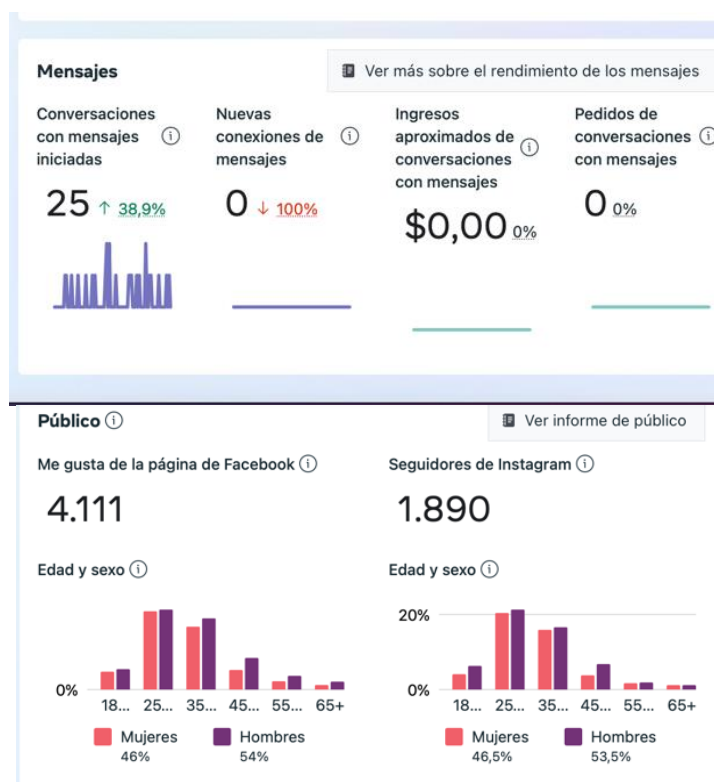 Mensajes
Ver más sobre el rendimiento de los mensajes
Conversaciones
con mensajes
iniciadas
25 ↑ 38,9%
Nuevas
conexiones de
mensajes
0 ↓ 100%
Ingresos
aproximados de
conversaciones
con mensajes
$0,00 0%
Pedidos de
conversaciones
con mensajes
0 0%
Público
Ver informe de público
Me gusta de la página de Facebook
4.111
Edad y sexo
0%
18... 25... 35... 45... 55... 65+
Mujeres
46%
Hombres
54%
Seguidores de Instagram
1.890
Edad y sexo
20%
0%
18... 25... 35... 45... 55... 65+
Mujeres
46,5%
Hombres
53,5%